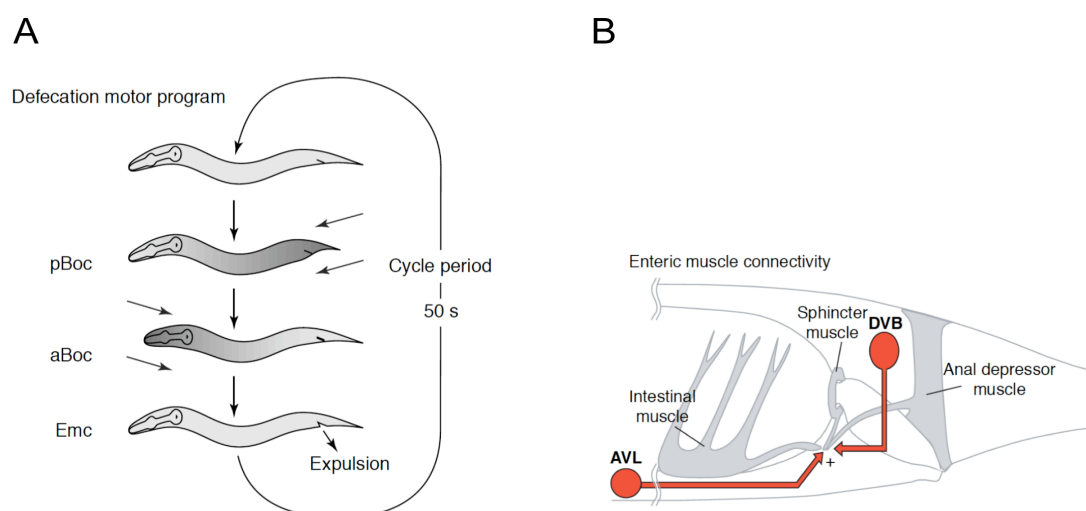 A
B
Defecation motor program
pBoc
Cycle period
50 s
aBoc
Emc
Expulsion
Enteric muscle connectivity
Sphincter
muscle
DVB
Intestinal
muscle
Anal depressor
muscle
AVL
+